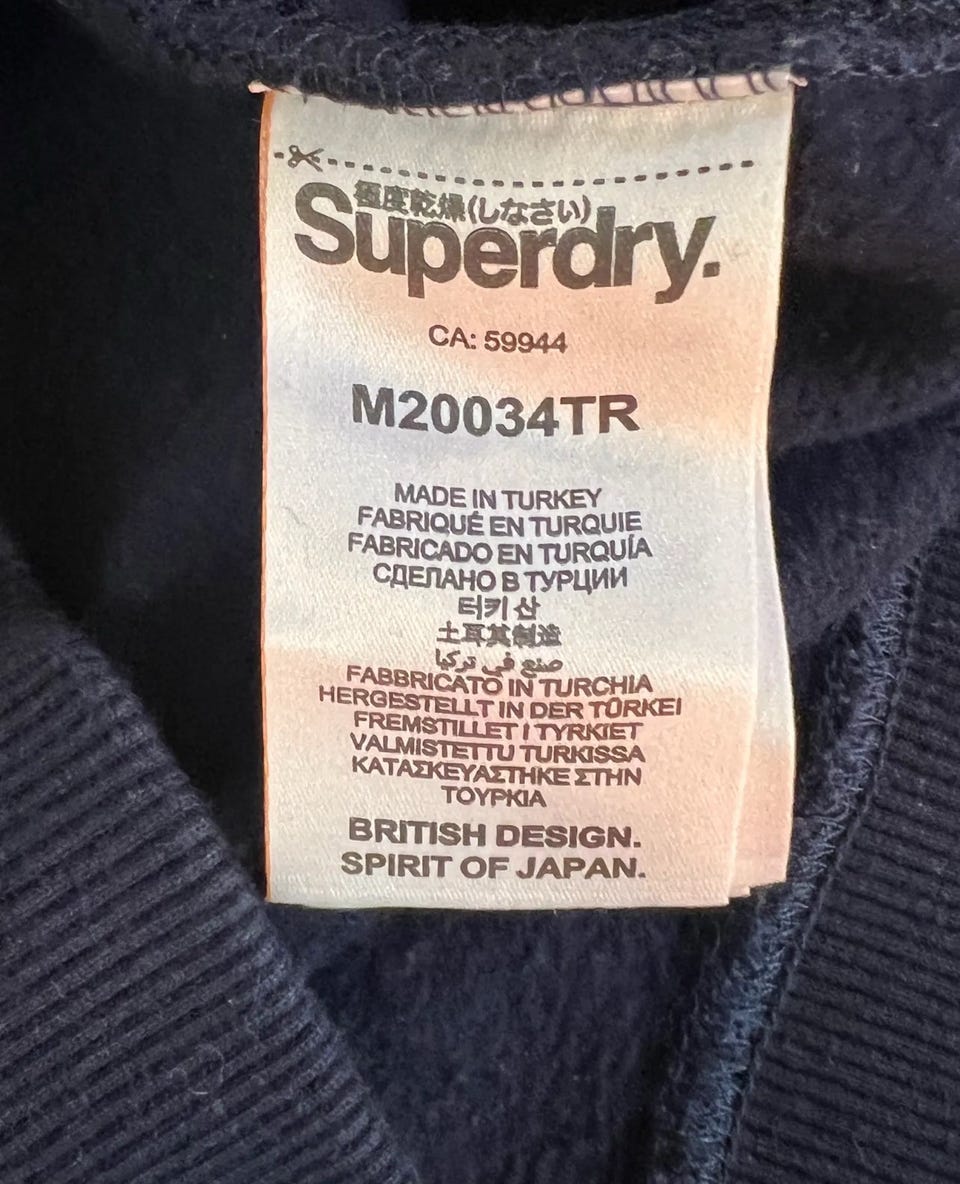 極度乾燥(しなさい)
Superdry.
CA: 59944
M20034TR
MADE IN TURKEY
FABRIQUÉ EN TURQUIE
FABRICADO EN TURQUÍA
СДЕЛАНО В ТУРЦИИ
터키 산
土耳其制造
صنع في تركيا
FABBRICATO IN TURCHIA
HERGESTELLT IN DER TÜRKEI
FREMSTILLET I TYRKIET
VALMISTETTU TURKISSA
ΚΑΤΑΣΚΕΥΑΣΤΗΚΕ ΣΤΗΝ
ΤΟΥΡΚΙΑ
BRITISH DESIGN.
SPIRIT OF JAPAN.